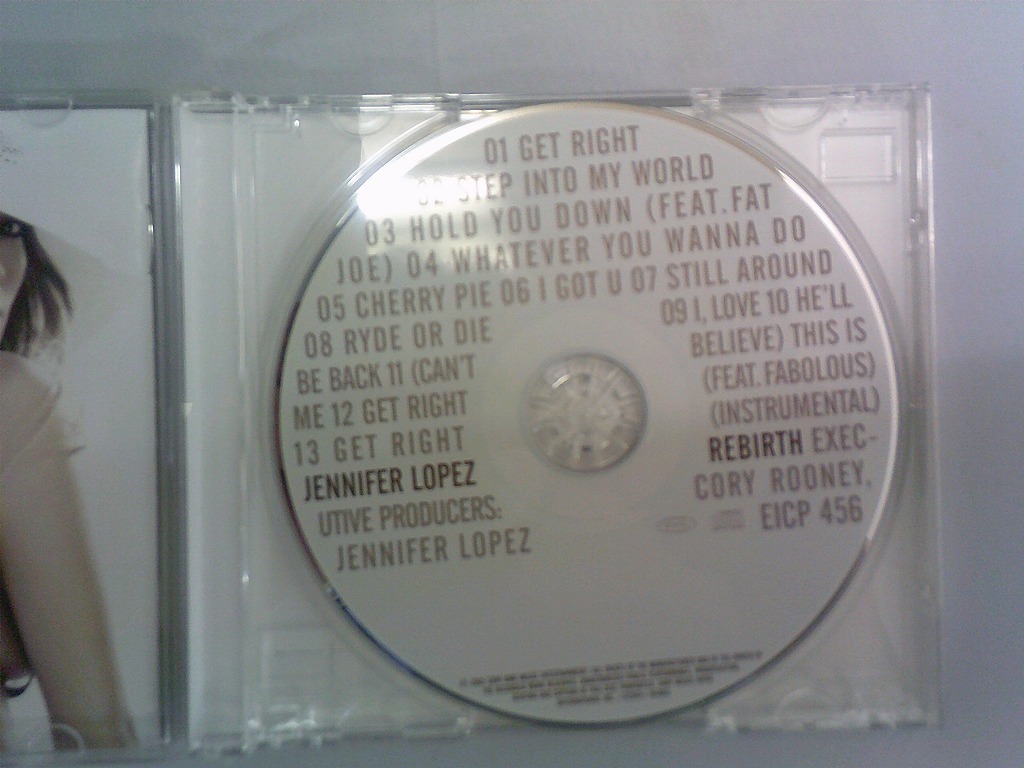 01 GET RIGHT
02 STEP INTO MY WORLD
03 HOLD YOU DOWN (FEAT.FAT
JOE) 04 WHATEVER YOU WANNA DO
05 CHERRY PIE 06 I GOT U 07 STILL AROUND
08 RYDE OR DIE 09 I, LOVE 10 HE'LL
BE BACK 11 (CAN'T BELIEVE) THIS IS
ME 12 GET RIGHT (FEAT. FABOLOUS)
13 GET RIGHT (INSTRUMENTAL)
JENNIFER LOPEZ REBIRTH EXEC-
UTIVE PRODUCERS: CORY ROONEY,
JENNIFER LOPEZ EICP 456